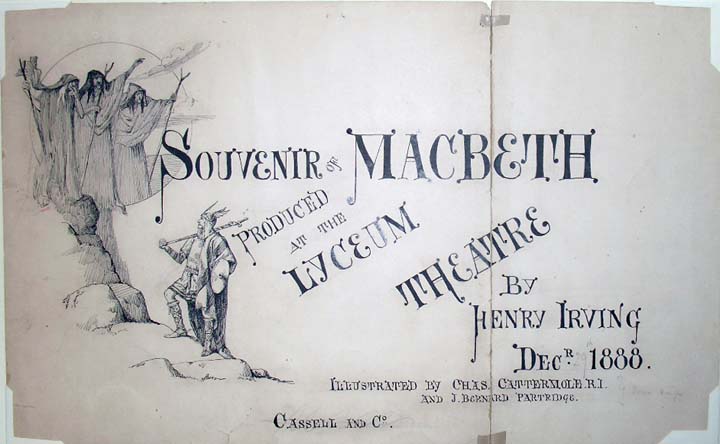 SOUVENIR OF MACBETH
PRODUCED
AT THE
LYCEUM
THEATRE
BY
HENRY IRVING
DECR. 1888.
ILLUSTRATED BY CHAS. CATTERMOLE. R.I.
AND J. BERNARD PARTRIDGE.
CASSELL AND Co.